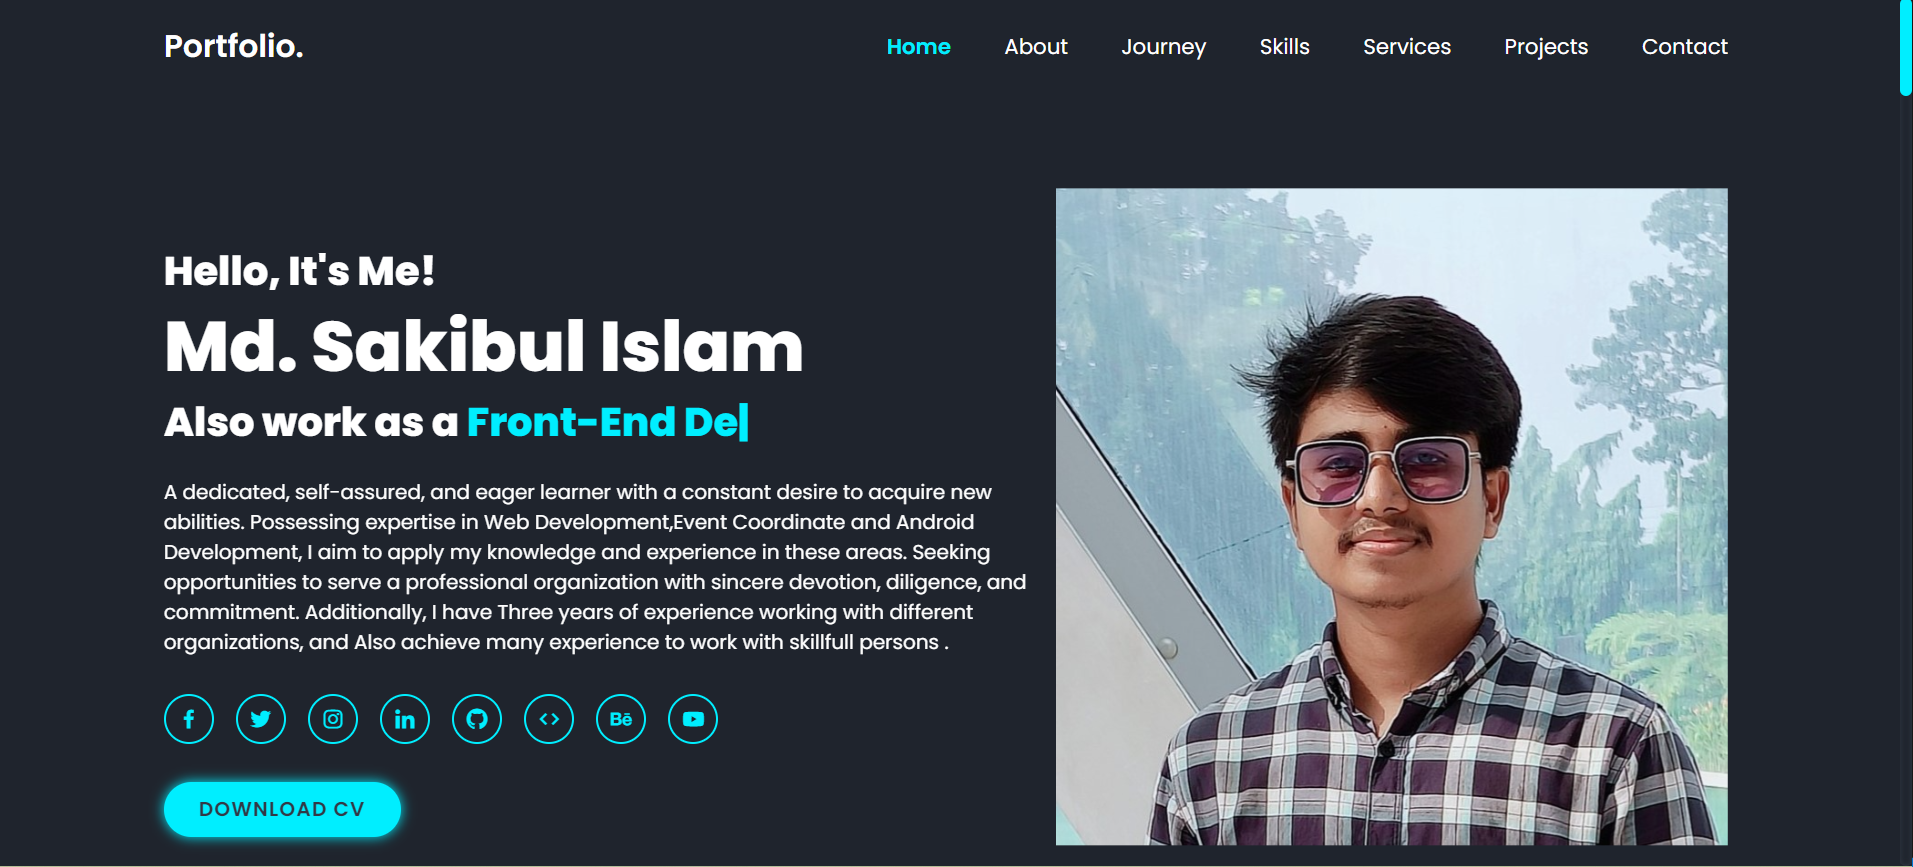 Portfolio.
Home About Journey Skills Services Projects Contact
Hello, It's Me!
Md. Sakibul Islam
Also work as a Front-End De|
A dedicated, self-assured, and eager learner with a constant desire to acquire new
abilities. Possessing expertise in Web Development,Event Coordinate and Android
Development, I aim to apply my knowledge and experience in these areas. Seeking
opportunities to serve a professional organization with sincere devotion, diligence, and
commitment. Additionally, I have Three years of experience working with different
organizations, and Also achieve many experience to work with skillfull persons .
DOWNLOAD CV